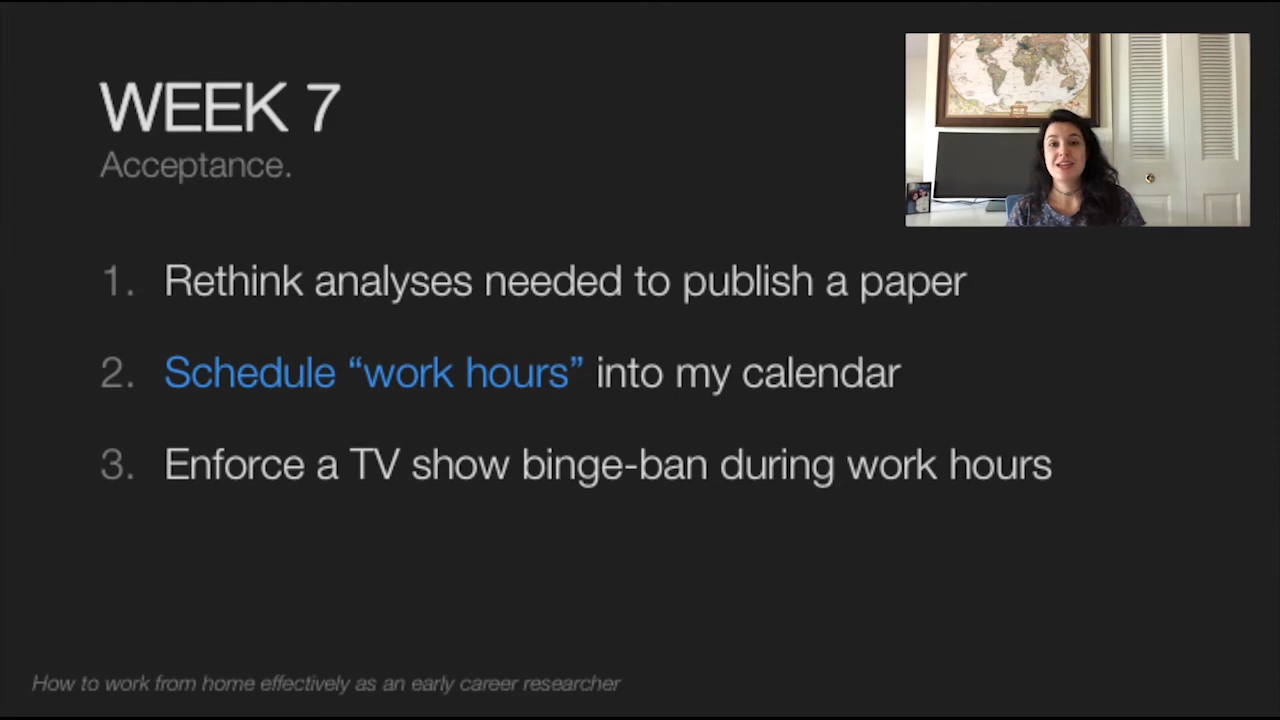 WEEK 7
Acceptance.
1. Rethink analyses needed to publish a paper
2. Schedule “work hours” into my calendar
3. Enforce a TV show binge-ban during work hours
How to work from home effectively as an early career researcher